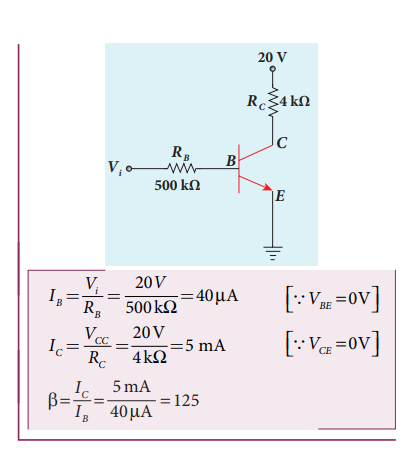 20 V
R_C 4 kΩ
C
R_B
B
V_i
500 kΩ
E
I_B = V_i / R_B = 20 V / 500 kΩ = 40 μA [∵ V_BE = 0V]
I_C = V_CC / R_C = 20 V / 4 kΩ = 5 mA [∵ V_CE = 0V]
β = I_C / I_B = 5 mA / 40 μA = 125